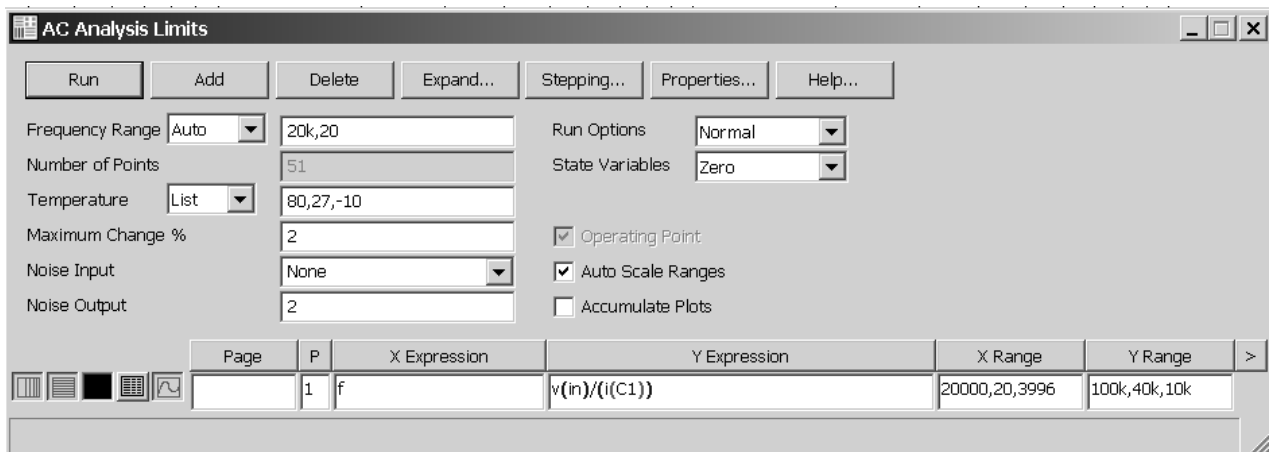 AC Analysis Limits
Run Add Delete Expand... Stepping... Properties... Help...
Frequency Range Auto 20k,20 Run Options Normal
Number of Points 51 State Variables Zero
Temperature List 80,27,-10
Maximum Change % 2 Operating Point
Noise Input None Auto Scale Ranges
Noise Output 2 Accumulate Plots
Page P X Expression Y Expression X Range Y Range >
1 f v(in)/(i(C1)) 20000,20,3996 100k,40k,10k